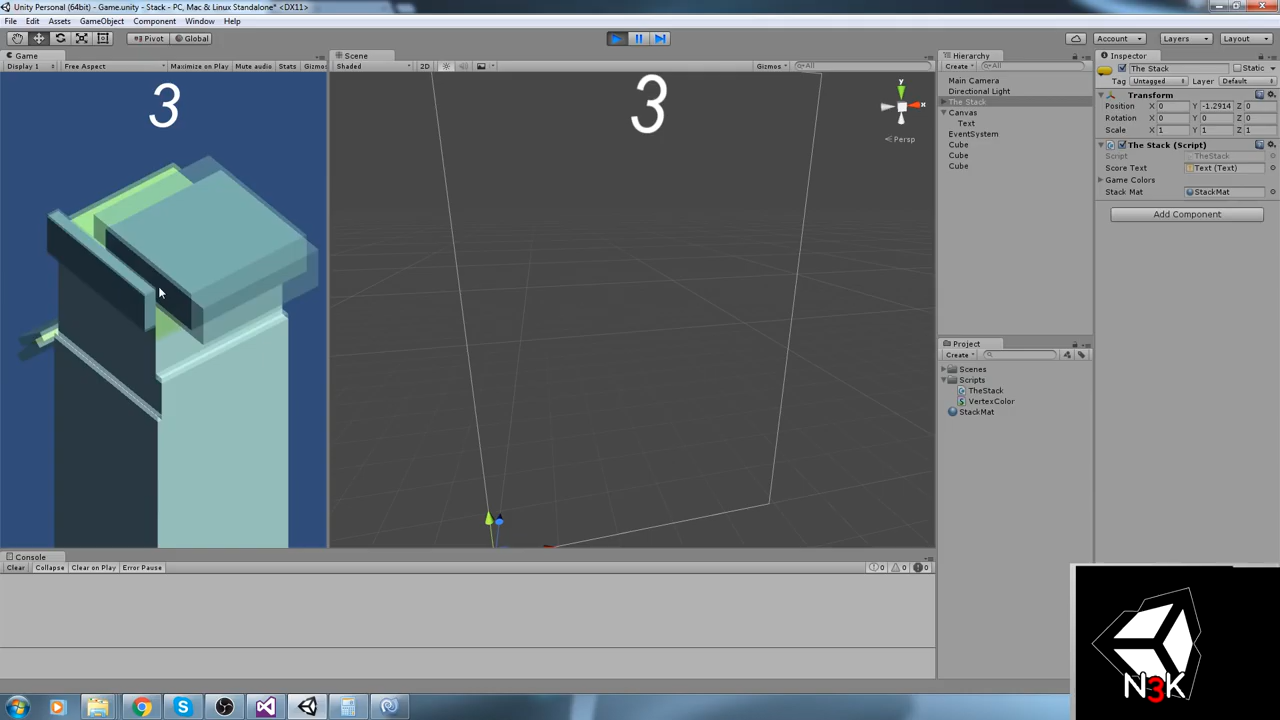 Unity Personal (64bit) - Game.unity - Stack - PC, Mac & Linux Standalone* <DX11>
File Edit Assets GameObject Component Window Help
Pivot Global Account Layers Layout
Game
Display 1 Free Aspect Maximize on Play Mute audio Stats Gizmos
3
Scene
Shaded 2D Gizmos All
3
y
x
Persp
Hierarchy
Create All
Main Camera
Directional Light
The Stack
Canvas
Text
EventSystem
Cube
Cube
Cube
Project
Create
Scenes
Scripts
TheStack
VertexColor
StackMat
Inspector
The Stack Static
Tag Untagged Layer Default
Transform
Position X 0 Y -1.2914 Z 0
Rotation X 0 Y 0 Z 0
Scale X 1 Y 1 Z 1
The Stack (Script)
Script TheStack
Score Text Text (Text)
Game Colors
Stack Mat StackMat
Add Component
Console
Clear Collapse Clear on Play Error Pause 0 0 0
N3K